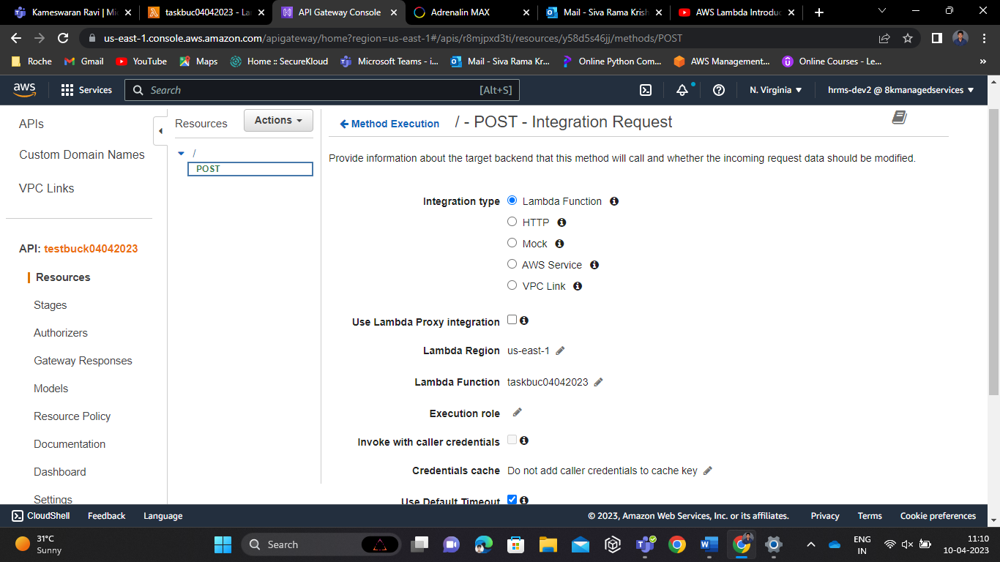 Kameswaran Ravi | Mi
taskbuc04042023 - La
API Gateway Console
Adrenalin MAX
Mail - Siva Rama Krish
AWS Lambda Introduc
us-east-1.console.aws.amazon.com/apigateway/home?region=us-east-1#/apis/r8mjpxd3ti/resources/y58d5s46jj/methods/POST
Roche
Gmail
YouTube
Maps
Home :: SecureKloud
Microsoft Teams - i...
Mail - Siva Rama Kr...
Online Python Com...
AWS Management...
Online Courses - Le...
»
aws
Services
Search
[Alt+S]
N. Virginia
hrms-dev2 @ 8kmanagedservices
APIs
Custom Domain Names
VPC Links
API: testbuck04042023
Resources
Stages
Authorizers
Gateway Responses
Models
Resource Policy
Documentation
Dashboard
Settings
Resources
Actions
/
POST
Method Execution
/ - POST - Integration Request
Provide information about the target backend that this method will call and whether the incoming request data should be modified.
Integration type
Lambda Function
HTTP
Mock
AWS Service
VPC Link
Use Lambda Proxy integration
Lambda Region us-east-1
Lambda Function taskbuc04042023
Execution role
Invoke with caller credentials
Credentials cache Do not add caller credentials to cache key
Use Default Timeout
CloudShell
Feedback
Language
© 2023, Amazon Web Services, Inc. or its affiliates.
Privacy
Terms
Cookie preferences
31°C
Sunny
Search
ENG
IN
11:10
10-04-2023